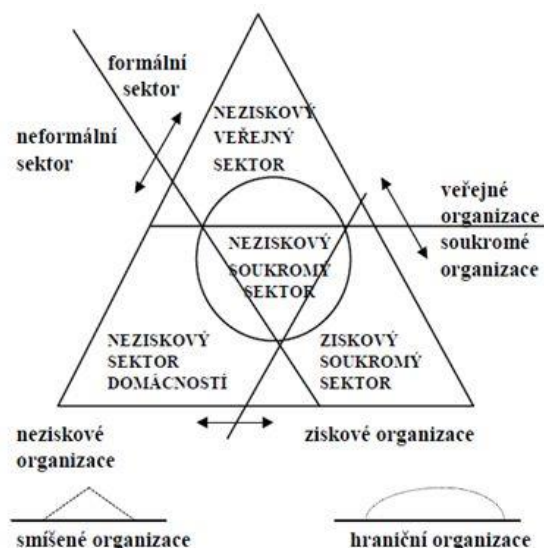 formální
sektor
neformální
sektor
NEZISKOVÝ
VEŘEJNÝ
SEKTOR
veřejné
organizace
soukromé
organizace
NEZISKOVÝ
SOUKROMÝ
SEKTOR
NEZISKOVÝ
SEKTOR
DOMÁCNOSTÍ
ZISKOVÝ
SOUKROMÝ
SEKTOR
neziskové
organizace
ziskové organizace
smíšené organizace
hraniční organizace